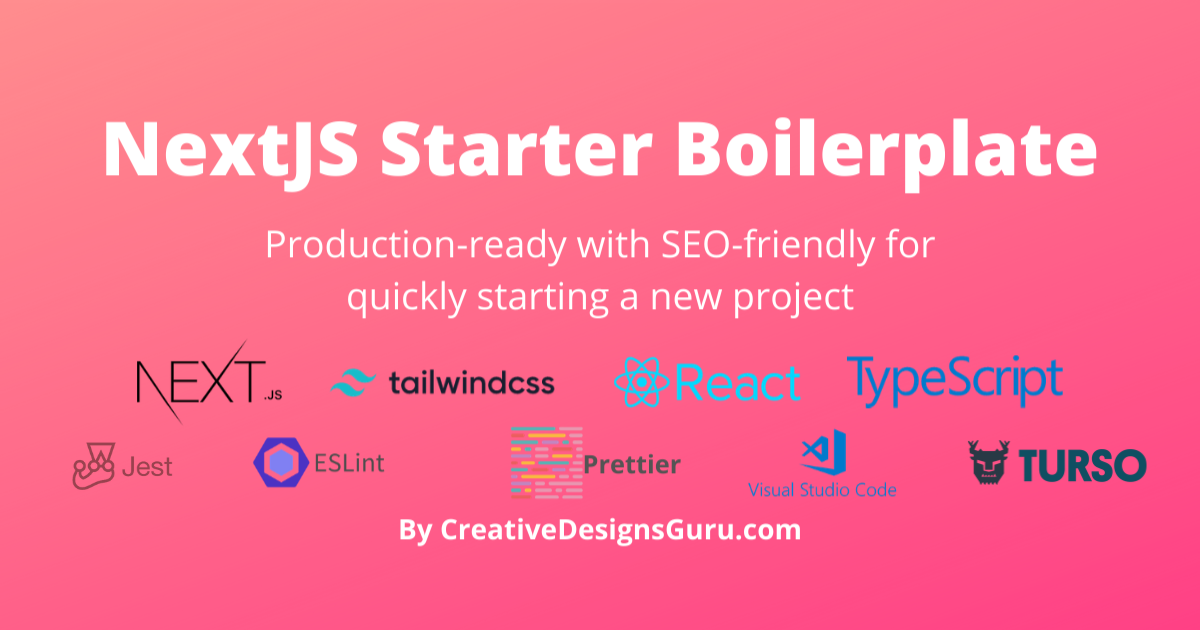 NextJS Starter Boilerplate
Production-ready with SEO-friendly for
quickly starting a new project
NEXT.JS tailwindcss React TypeScript
Jest ESLint Prettier Visual Studio Code TURSO
By CreativeDesignsGuru.com